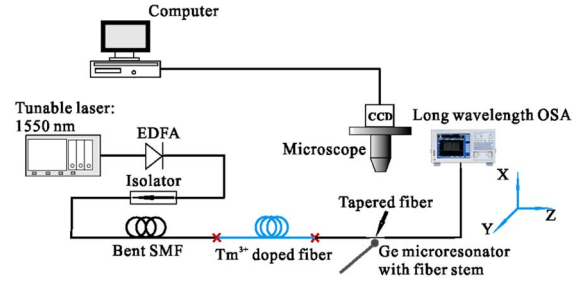 Computer
Tunable laser:
1550 nm
EDFA
Isolator
CCD
Microscope
Long wavelength OSA
X
Y
Z
Tapered fiber
Bent SMF
Tm³⁺ doped fiber
Ge microresonator
with fiber stem